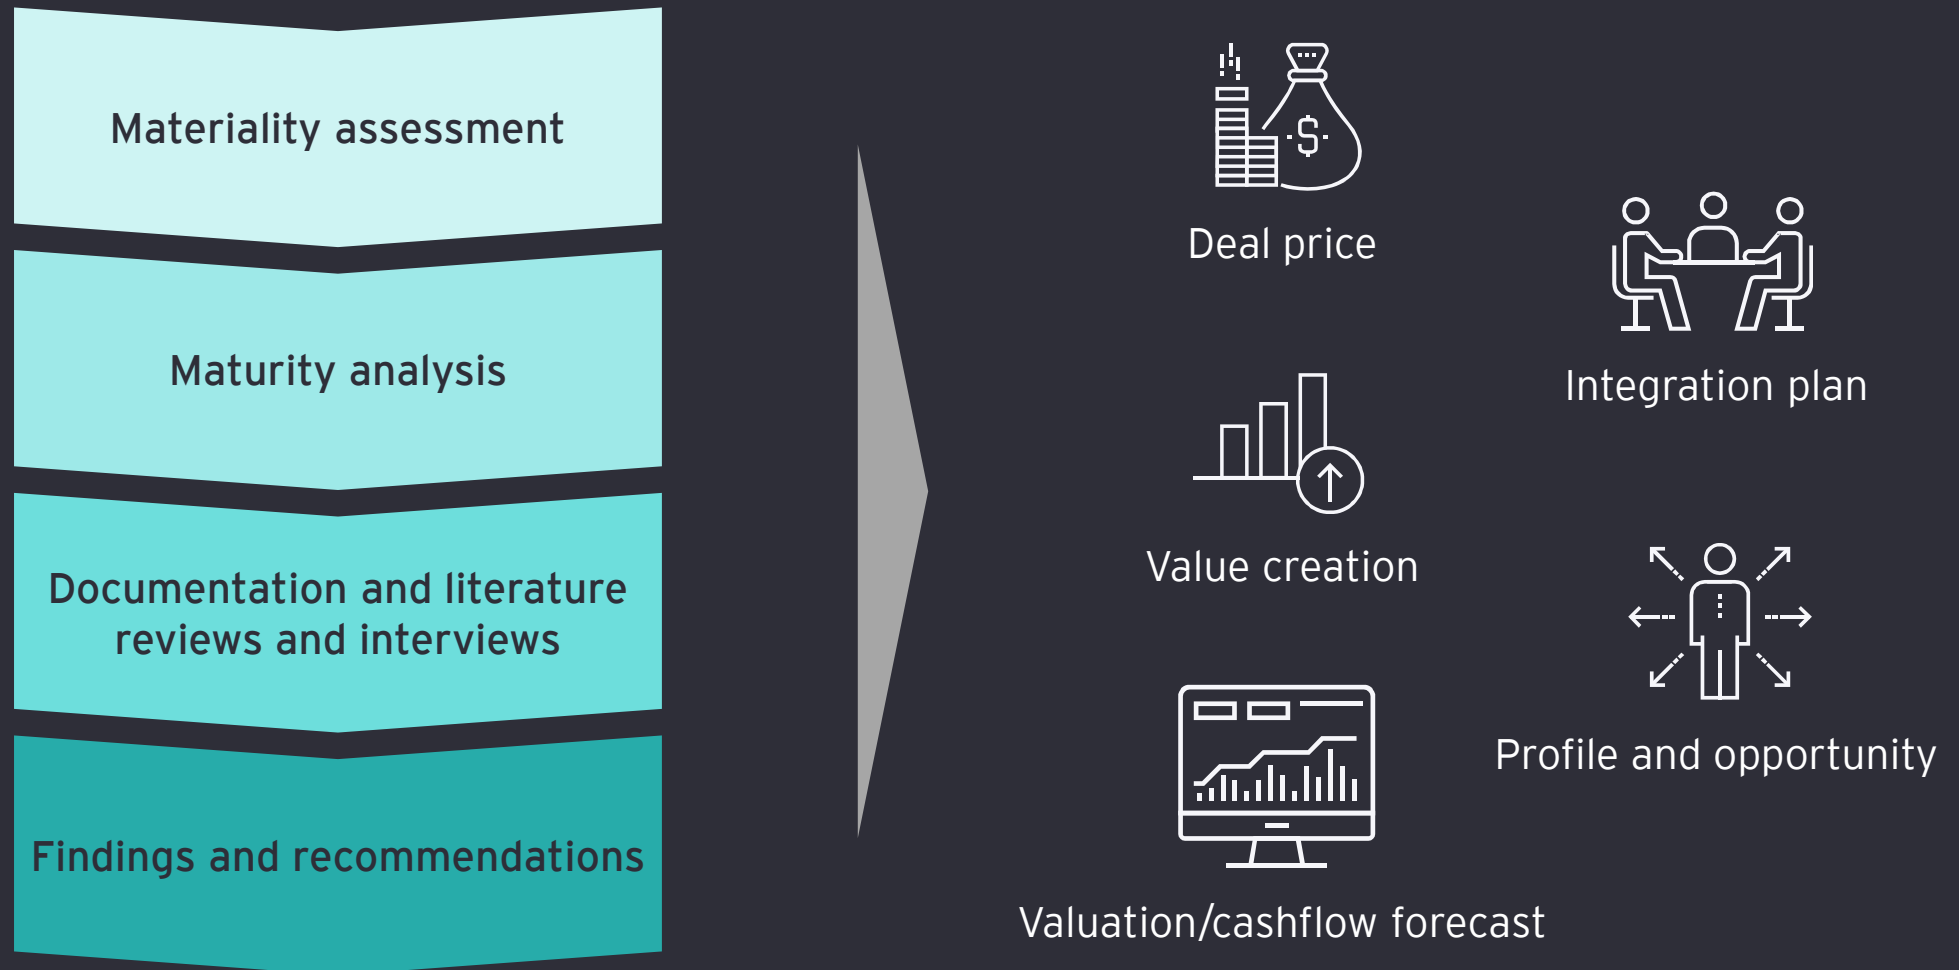 Materiality assessment
Maturity analysis
Documentation and literature
reviews and interviews
Findings and recommendations
$
Deal price
Integration plan
Value creation
Profile and opportunity
Valuation/cashflow forecast